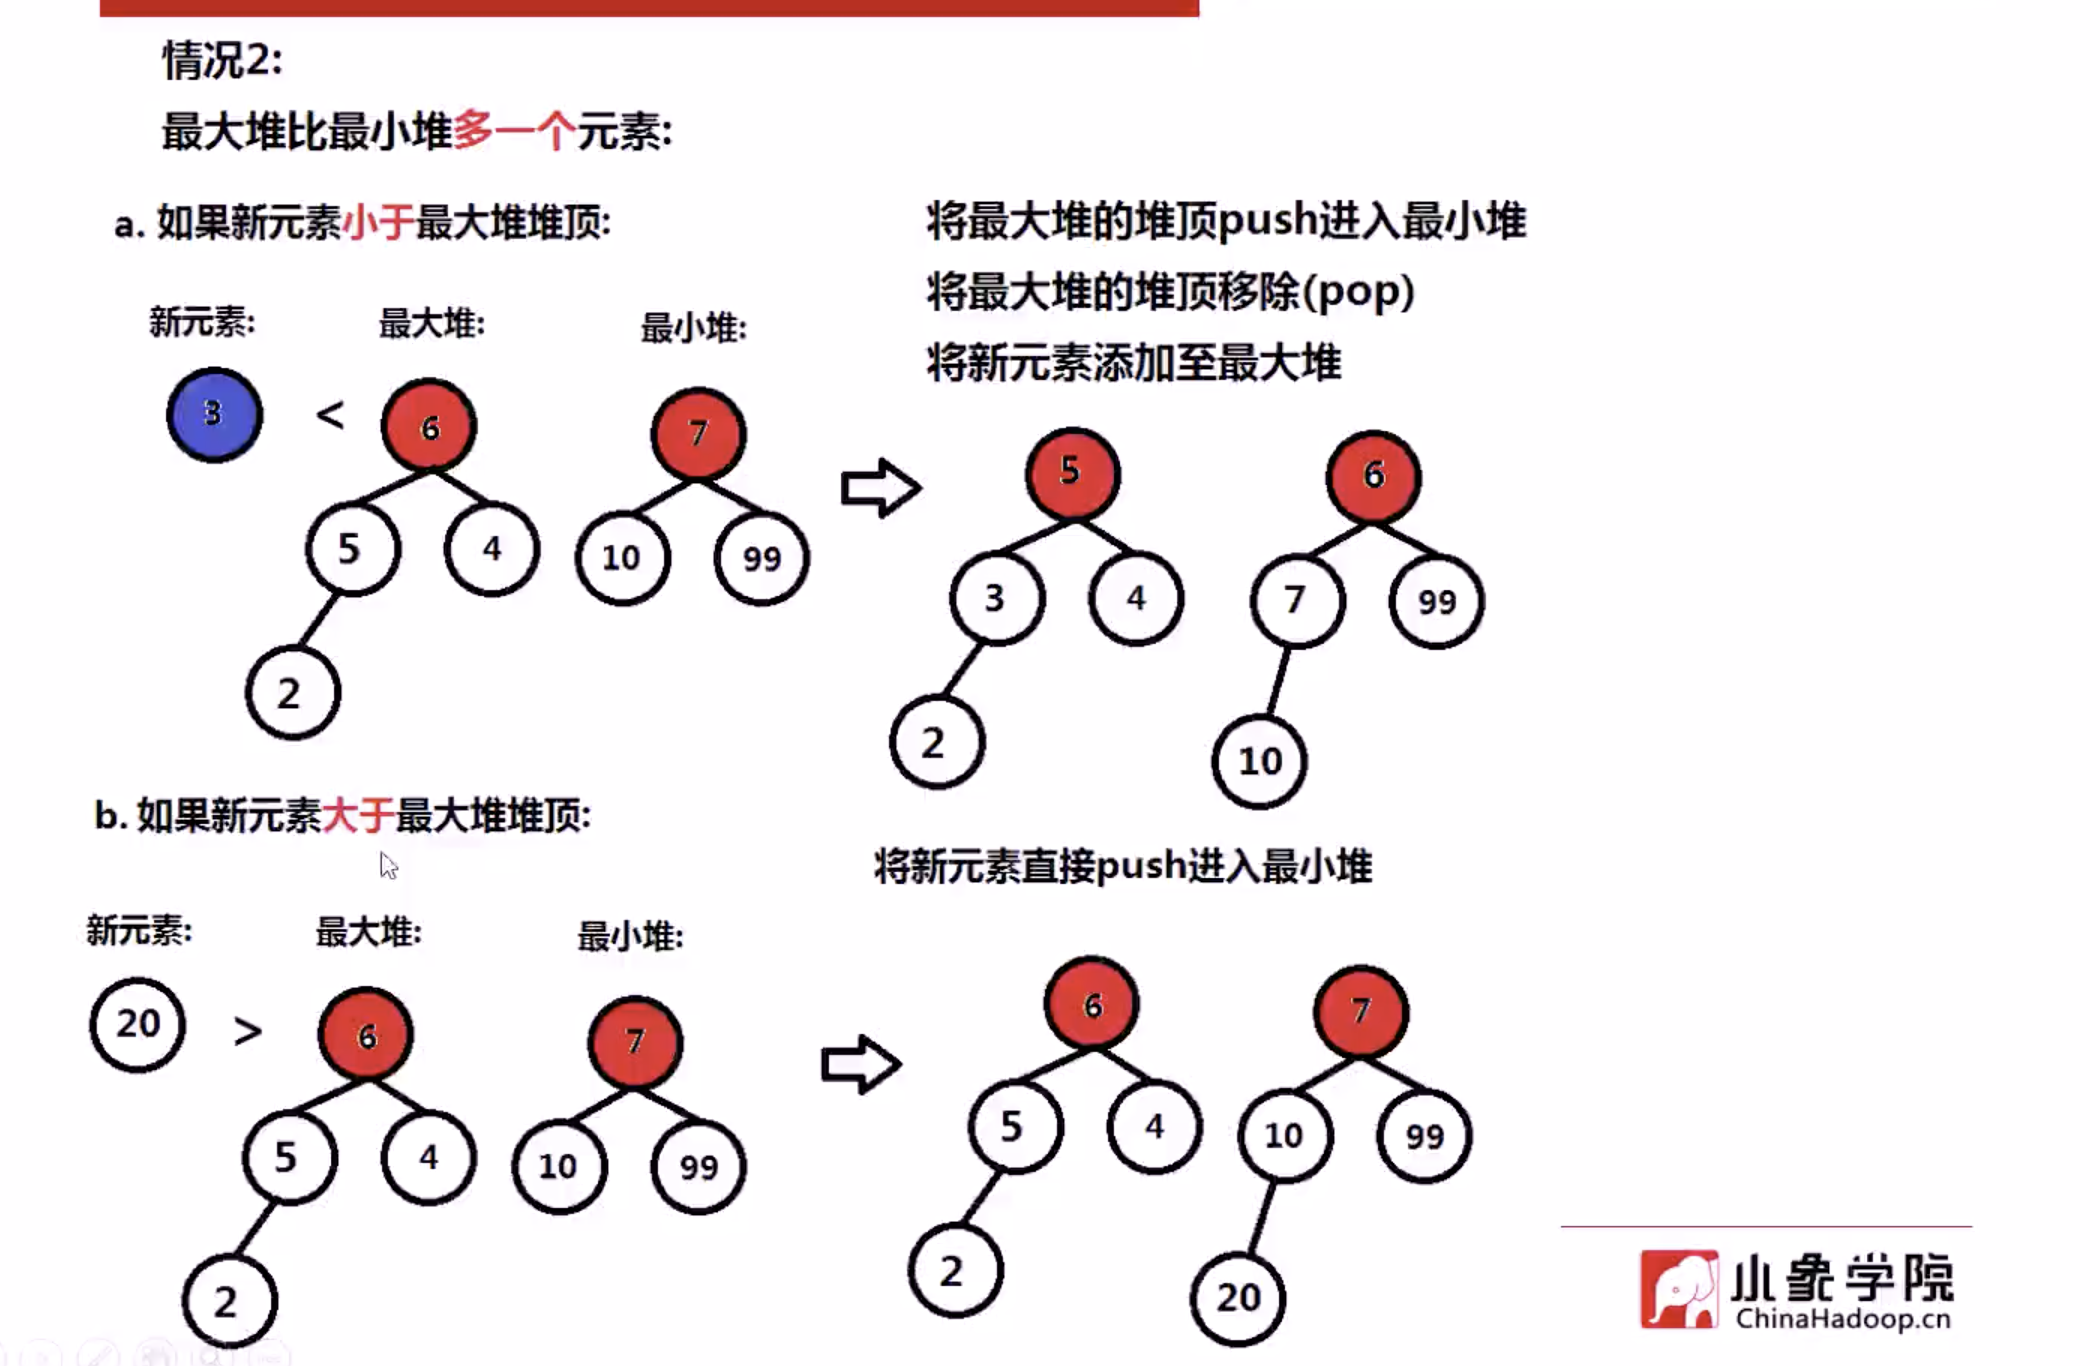 情况2:
最大堆比最小堆多一个元素:
a. 如果新元素小于最大堆堆顶:
将最大堆的堆顶push进入最小堆
将最大堆的堆顶移除(pop)
将新元素添加至最大堆
新元素: 最大堆: 最小堆:
3 < 6 7
5 4 10 99
2
5 6
3 4 7 99
2 10
b. 如果新元素大于最大堆堆顶:
将新元素直接push进入最小堆
新元素: 最大堆: 最小堆:
20 > 6 7
5 4 10 99
2
6 7
5 4 10 99
2 20
小象学院
ChinaHadoop.cn